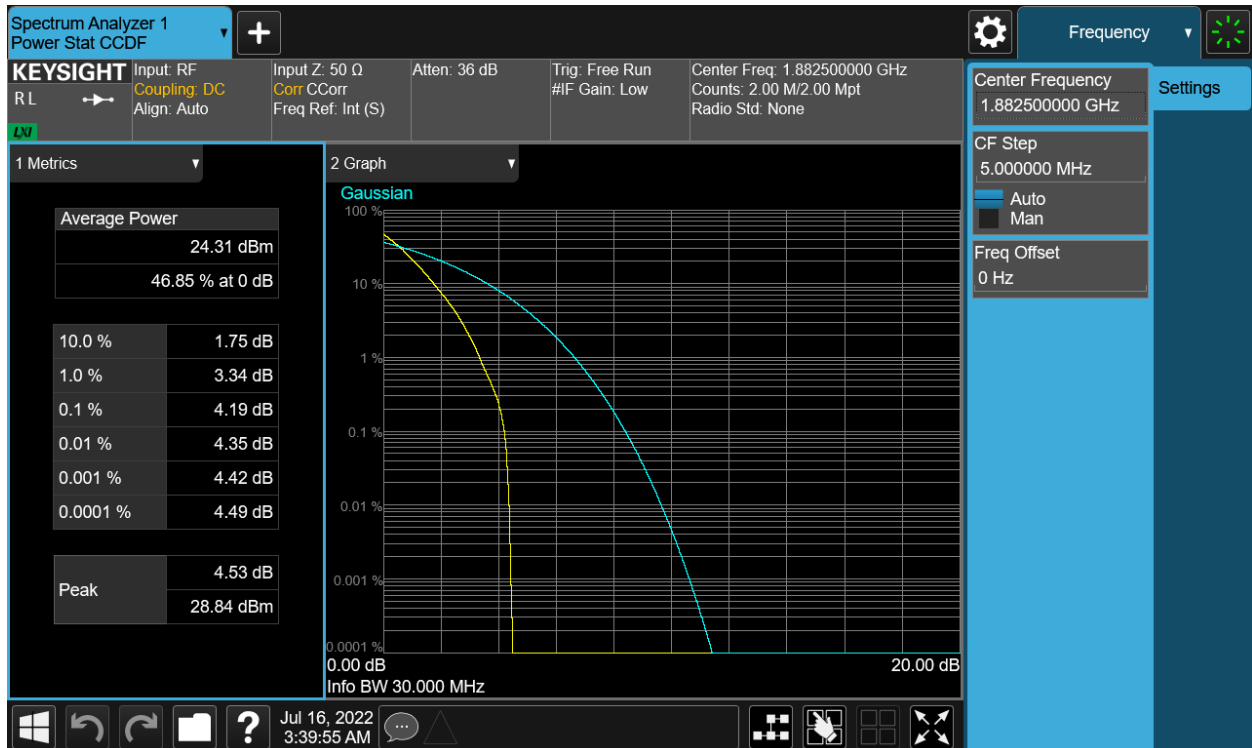 Spectrum Analyzer 1
Power Stat CCDF
▼
+
Frequency
▼
KEYSIGHT
RL
LXI
Input: RF
Coupling: DC
Align: Auto
Input Z: 50 Ω
Corr CCorr
Freq Ref: Int (S)
Atten: 36 dB
Trig: Free Run
#IF Gain: Low
Center Freq: 1.882500000 GHz
Counts: 2.00 M/2.00 Mpt
Radio Std: None
Center Frequency
1.882500000 GHz
Settings
CF Step
5.000000 MHz
Auto
Man
Freq Offset
0 Hz
1 Metrics ▼
Average Power
24.31 dBm
46.85 % at 0 dB
10.0 % 1.75 dB
1.0 % 3.34 dB
0.1 % 4.19 dB
0.01 % 4.35 dB
0.001 % 4.42 dB
0.0001 % 4.49 dB
Peak
4.53 dB
28.84 dBm
2 Graph ▼
Gaussian
100 %
10 %
1 %
0.1 %
0.01 %
0.001 %
0.0001 %
0.00 dB 20.00 dB
Info BW 30.000 MHz
?
Jul 16, 2022
3:39:55 AM